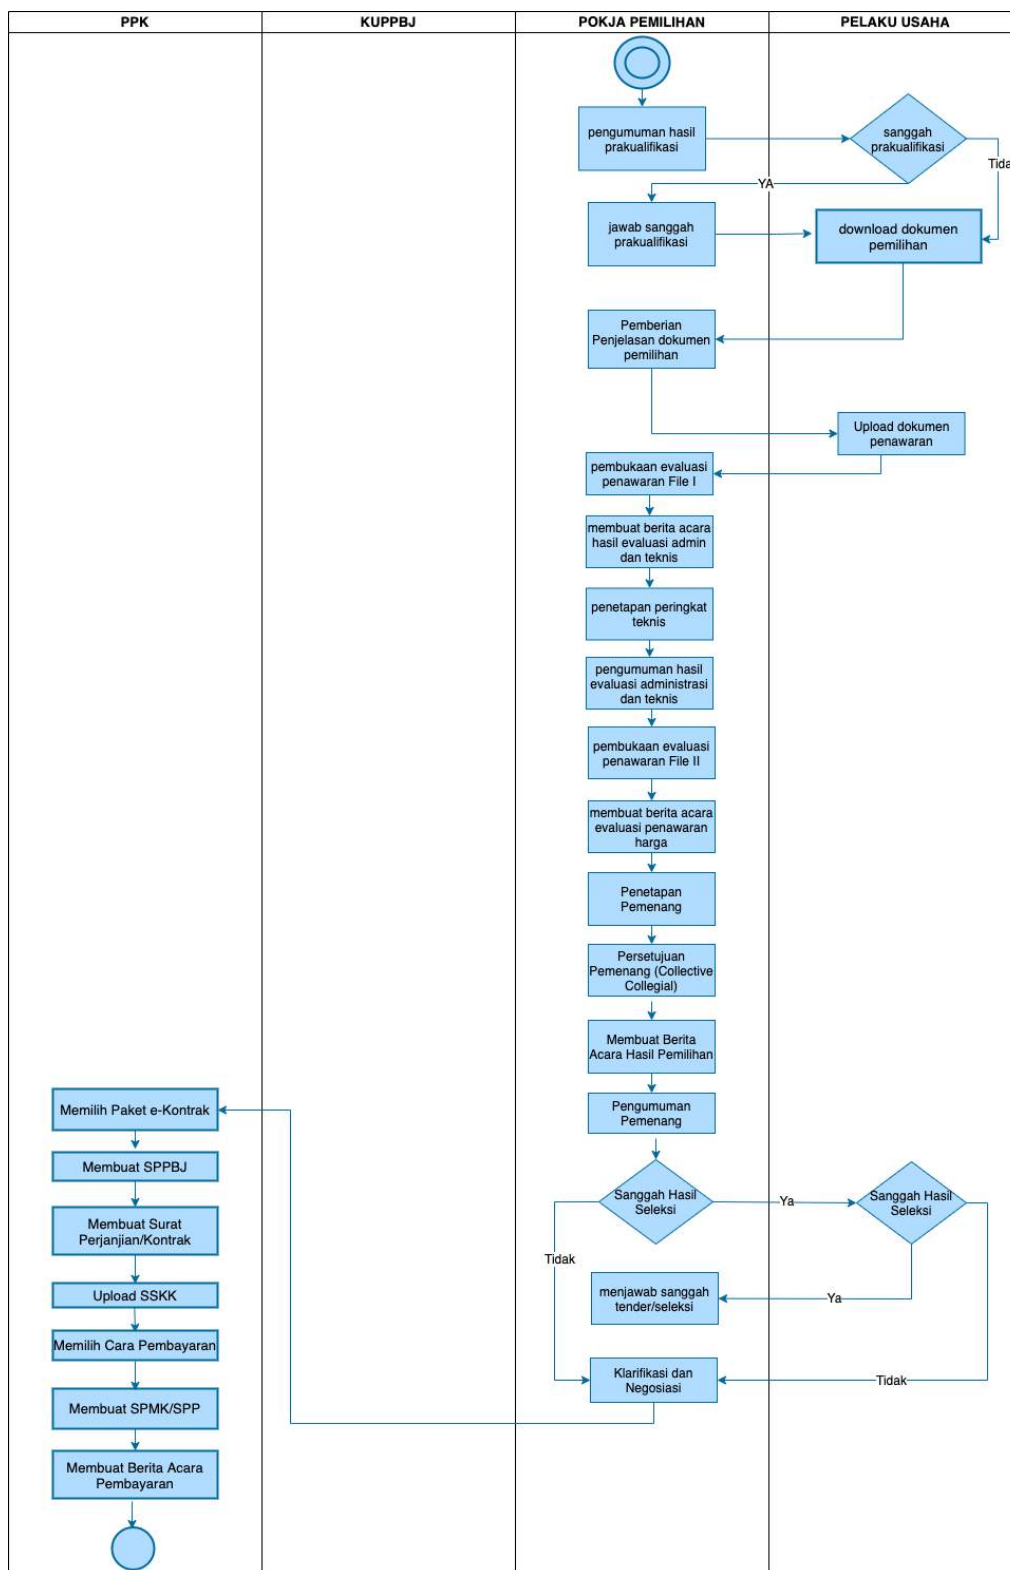 PPK
KUPPBJ
POKJA PEMILIHAN
PELAKU USAHA
pengumuman hasil
prakualifikasi
sanggah
prakualifikasi
Tida
YA
jawab sanggah
prakualifikasi
download dokumen
pemilihan
Pemberian
Penjelasan dokumen
pemilihan
Upload dokumen
penawaran
pembukaan evaluasi
penawaran File I
membuat berita acara
hasil evaluasi admin
dan teknis
penetapan peringkat
teknis
pengumuman hasil
evaluasi administrasi
dan teknis
pembukaan evaluasi
penawaran File II
membuat berita acara
evaluasi penawaran
harga
Penetapan
Pemenang
Persetujuan
Pemenang (Collective
Collegial)
Membuat Berita
Acara Hasil Pemilihan
Pengumuman
Pemenang
Sanggah Hasil
Seleksi
Ya
Sanggah Hasil
Seleksi
Tidak
menjawab sanggah
tender/seleksi
Ya
Klarifikasi dan
Negosiasi
Tidak
Memilih Paket e-Kontrak
Membuat SPPBJ
Membuat Surat
Perjanjian/Kontrak
Upload SSKK
Memilih Cara Pembayaran
Membuat SPMK/SPP
Membuat Berita Acara
Pembayaran